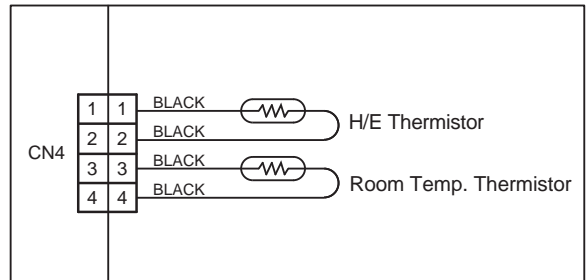 1 1 BLACK
H/E Thermistor
2 2 BLACK
CN4
3 3 BLACK
Room Temp. Thermistor
4 4 BLACK